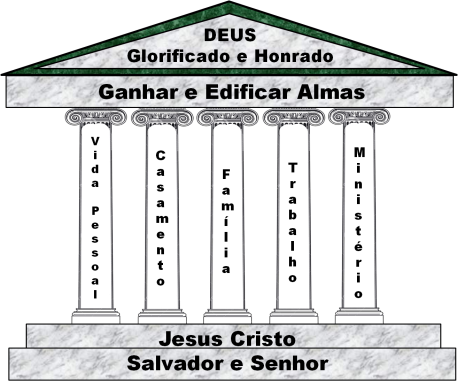 DEUS
Glorificado e Honrado
Ganhar e Edificar Almas
Vida Pessoal
Casamento
Família
Trabalho
Ministério
Jesus Cristo
Salvador e Senhor